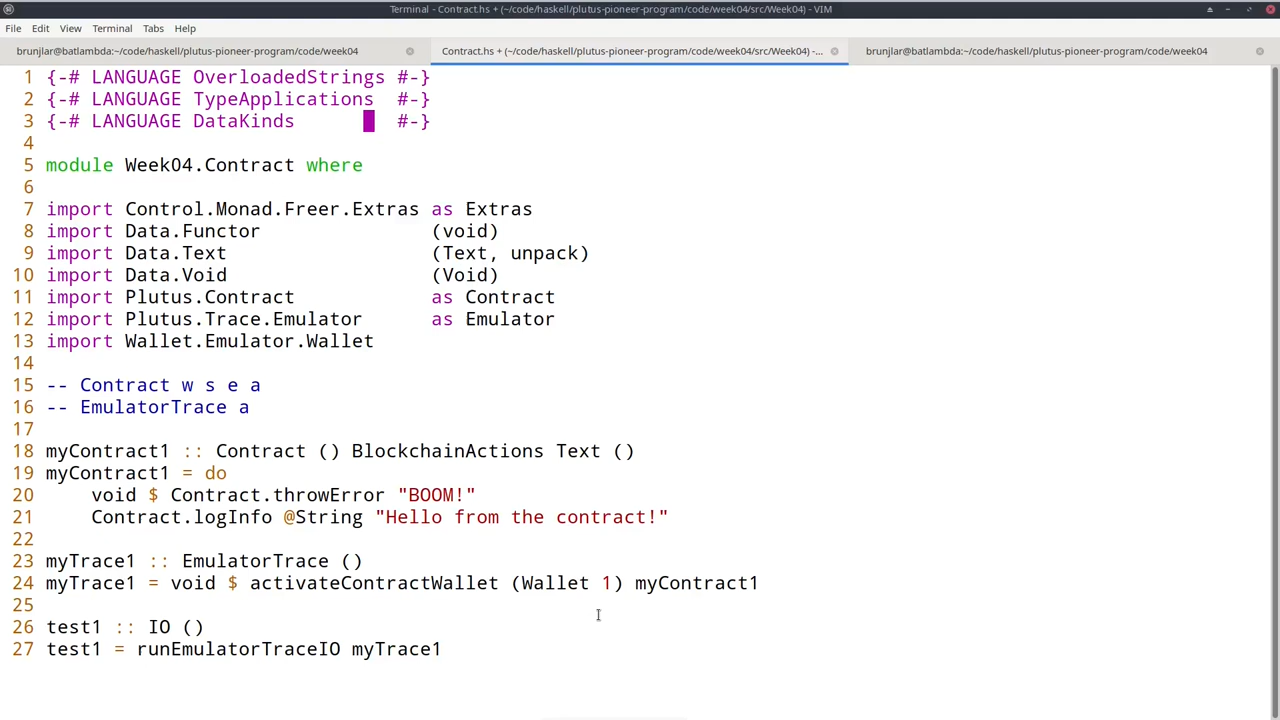 Terminal - Contract.hs + (~/code/haskell/plutus-pioneer-program/code/week04/src/Week04) - VIM
File Edit View Terminal Tabs Help
brunjlar@batlambda:~/code/haskell/plutus-pioneer-program/code/week04 Contract.hs + (~/code/haskell/plutus-pioneer-program/code/week04/src/Week04) -... brunjlar@batlambda:~/code/haskell/plutus-pioneer-program/code/week04
1 {-# LANGUAGE OverloadedStrings #-}
2 {-# LANGUAGE TypeApplications  #-}
3 {-# LANGUAGE DataKinds         #-}
4
5 module Week04.Contract where
6
7 import Control.Monad.Freer.Extras as Extras
8 import Data.Functor               (void)
9 import Data.Text                  (Text, unpack)
10 import Data.Void                  (Void)
11 import Plutus.Contract            as Contract
12 import Plutus.Trace.Emulator      as Emulator
13 import Wallet.Emulator.Wallet
14
15 -- Contract w s e a
16 -- EmulatorTrace a
17
18 myContract1 :: Contract () BlockchainActions Text ()
19 myContract1 = do
20     void $ Contract.throwError "BOOM!"
21     Contract.logInfo @String "Hello from the contract!"
22
23 myTrace1 :: EmulatorTrace ()
24 myTrace1 = void $ activateContractWallet (Wallet 1) myContract1
25
26 test1 :: IO ()
27 test1 = runEmulatorTraceIO myTrace1